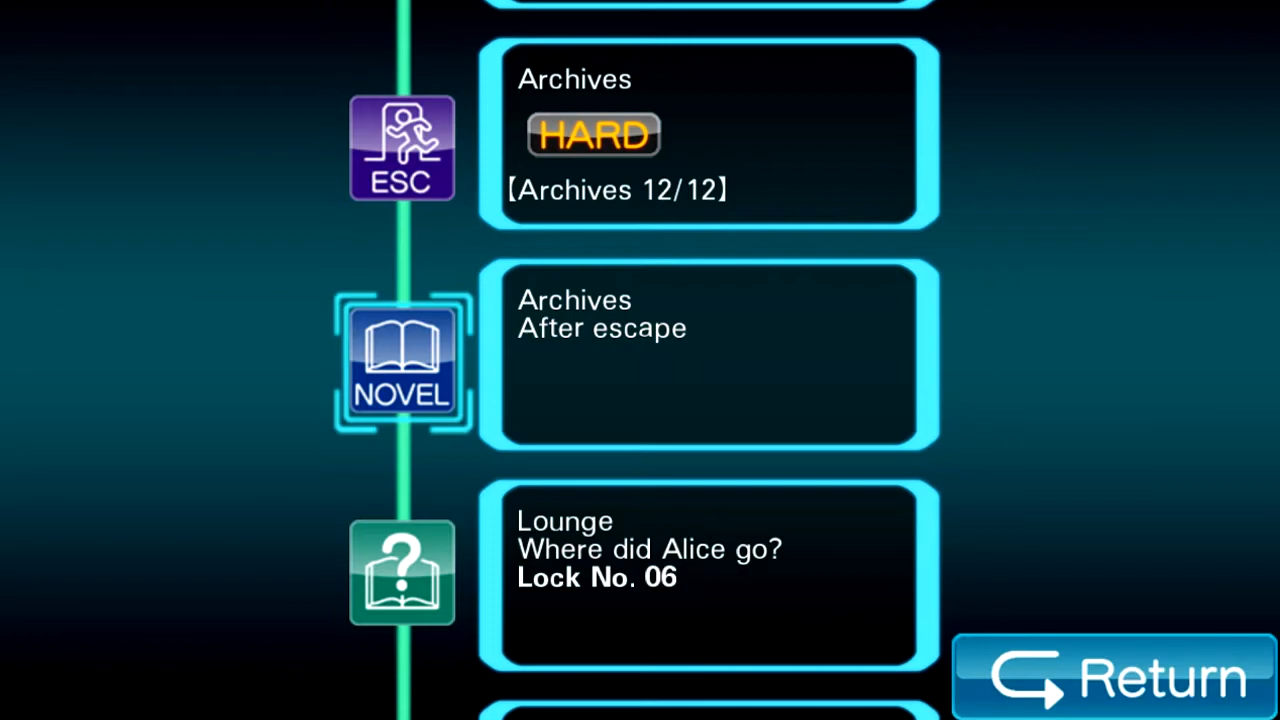 Archives
HARD
ESC
【Archives 12/12】
Archives
After escape
NOVEL
Lounge
Where did Alice go?
Lock No. 06
?
Return